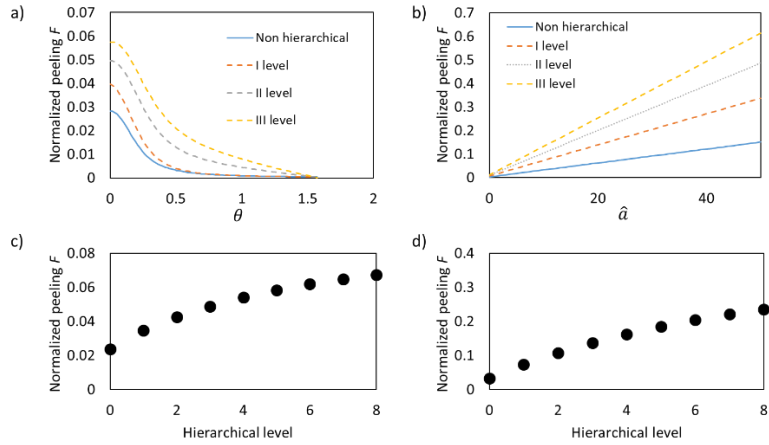 a)
Normalized peeling F
0.07
0.06
0.05
0.04
0.03
0.02
0.01
0
Non hierarchical
I level
II level
III level
0 0.5 1 1.5 2
θ
b)
Normalized peeling F
0.7
0.6
0.5
0.4
0.3
0.2
0.1
0
Non hierarchical
I level
II level
III level
0 20 40
â
c)
Normalized peeling F
0.08
0.06
0.04
0.02
0
0 2 4 6 8
Hierarchical level
d)
Normalized peeling F
0.4
0.3
0.2
0.1
0
0 2 4 6 8
Hierarchical level